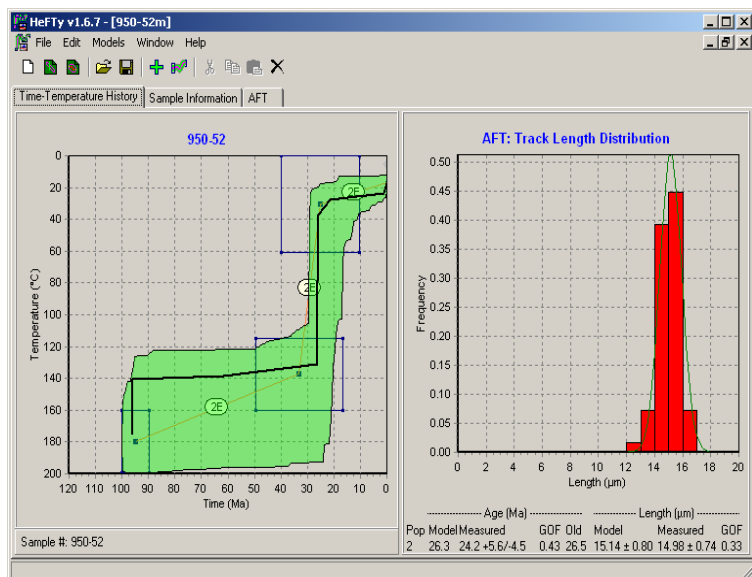 HeFTy v1.6.7 - [950-52m]
File Edit Models Window Help
Time-Temperature History Sample Information AFT
950-52
0
20
40
60
80
100
120
140
160
180
200
Temperature (°C)
2E
2E
2E
120 110 100 90 80 70 60 50 40 30 20 10 0
Time (Ma)
Sample #: 950-52
AFT: Track Length Distribution
0.50
0.45
0.40
0.35
0.30
0.25
0.20
0.15
0.10
0.05
0.00
Frequency
0 2 4 6 8 10 12 14 16 18 20
Length (µm)
Age (Ma) Length (µm)
Pop Model Measured GOF Old Model Measured GOF
2 26.3 24.2 +5.6/-4.5 0.43 26.5 15.14 ± 0.80 14.98 ± 0.74 0.33